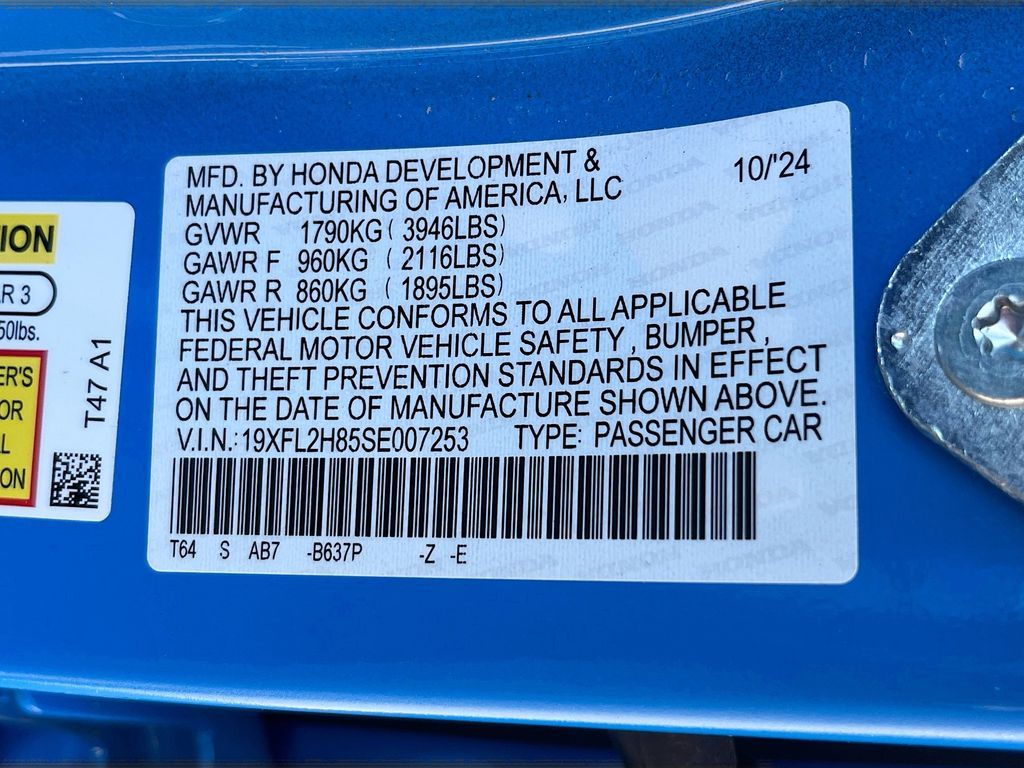 MFD. BY HONDA DEVELOPMENT & MANUFACTURING OF AMERICA, LLC 10/'24
GVWR 1790KG ( 3946LBS)
GAWR F 960KG ( 2116LBS)
GAWR R 860KG ( 1895LBS)
THIS VEHICLE CONFORMS TO ALL APPLICABLE
FEDERAL MOTOR VEHICLE SAFETY , BUMPER ,
AND THEFT PREVENTION STANDARDS IN EFFECT
ON THE DATE OF MANUFACTURE SHOWN ABOVE.
V.I.N.: 19XFL2H85SE007253 TYPE: PASSENGER CAR
T64 S AB7 -B637P -Z -E
R 3
50lbs.
T47 A1